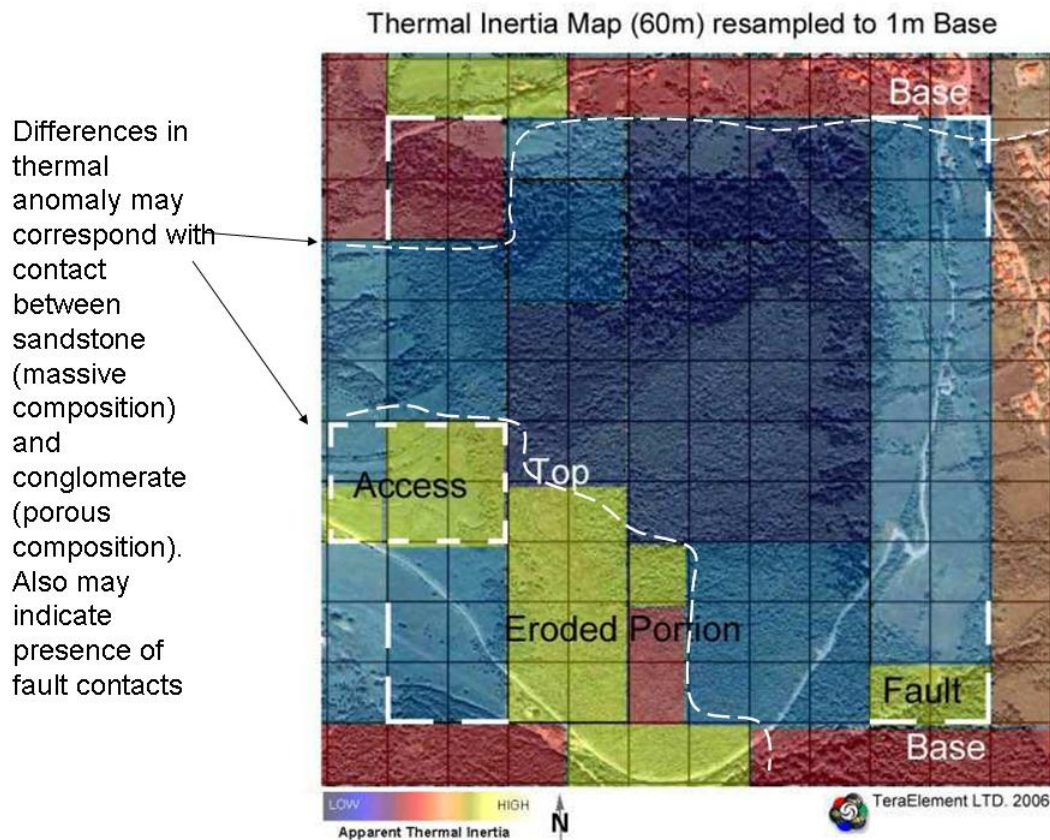 Thermal Inertia Map (60m) resampled to 1m Base
Differences in
thermal
anomaly may
correspond with
contact
between
sandstone
(massive
composition)
and
conglomerate
(porous
composition).
Also may
indicate
presence of
fault contacts
Base
Access
Top
Eroded Portion
Fault
Base
LOW
HIGH
Apparent Thermal Inertia
N
TeraElement LTD. 2006